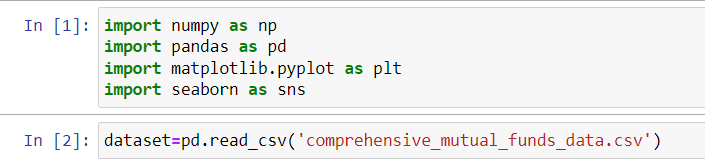 In [1]: import numpy as np
import pandas as pd
import matplotlib.pyplot as plt
import seaborn as sns
In [2]: dataset=pd.read_csv('comprehensive_mutual_funds_data.csv')